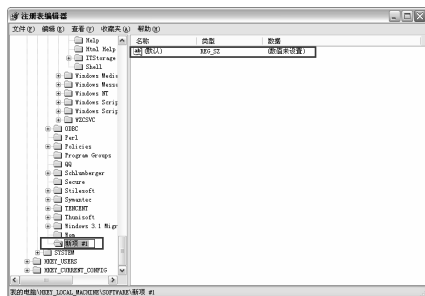 注册表编辑器
文件(F) 编辑(E) 查看(V) 收藏夹(A) 帮助(H)
Help
Html Help
ITStorage
Shell
Windows Media
Windows Messe
Windows NT
Windows Scrip
Windows Scrip
WZCSVC
ODBC
Perl
Policies
Program Groups
QQ
Schlumberger
Secure
Stilesoft
Symantec
TENCENT
Thunisoft
Windows 3.1 Migr
新项 #1
SYSTEM
HKEY_USERS
HKEY_CURRENT_CONFIG
名称 类型 数据
ab (默认) REG_SZ (数值未设置)
我的电脑\HKEY_LOCAL_MACHINE\SOFTWARE\新项 #1